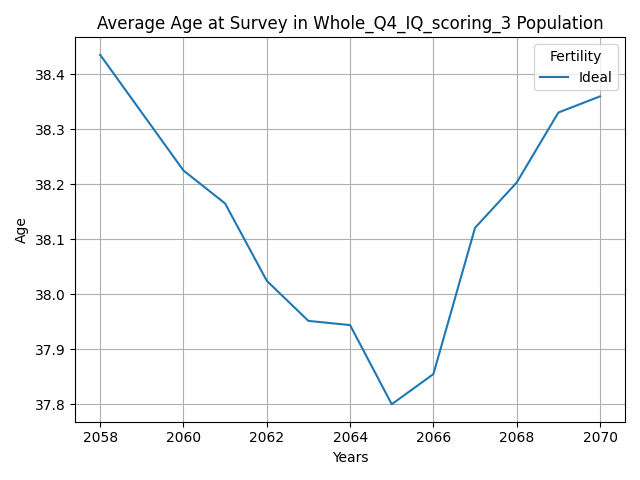 Average Age at Survey in Whole_Q4_IQ_scoring_3 Population
Fertility
Ideal
38.4
38.3
38.2
38.1
38.0
37.9
37.8
Age
2058 2060 2062 2064 2066 2068 2070
Years